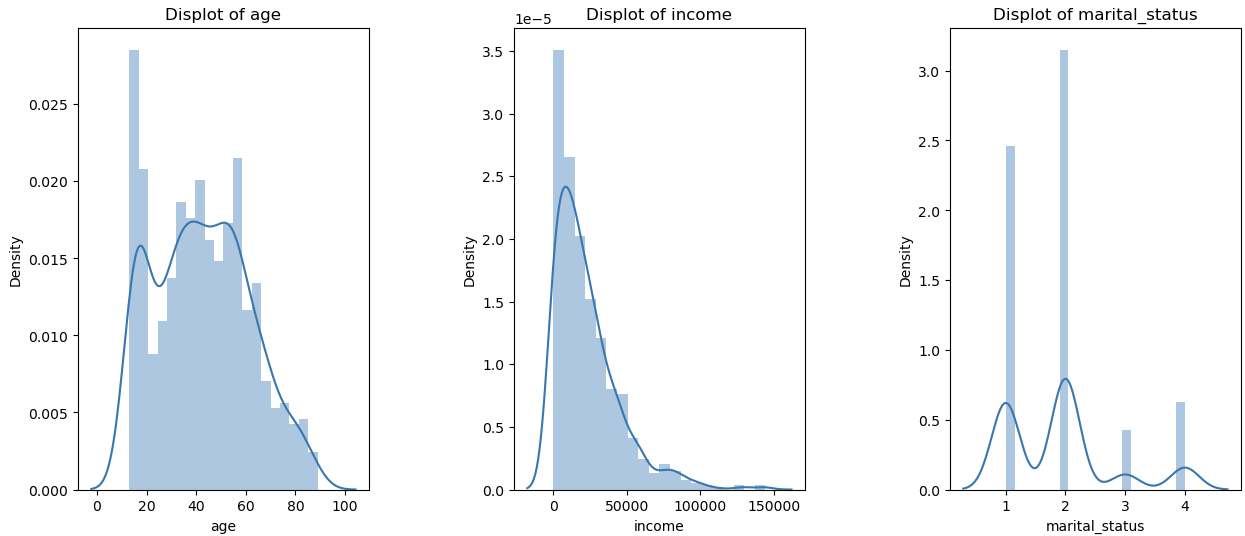 Displot of age
0.025
0.020
0.015
0.010
0.005
0.000
Density
0 20 40 60 80 100
age
Displot of income
1e−5
3.5
3.0
2.5
2.0
1.5
1.0
0.5
0.0
Density
0 50000 100000 150000
income
Displot of marital_status
3.0
2.5
2.0
1.5
1.0
0.5
0.0
Density
1 2 3 4
marital_status